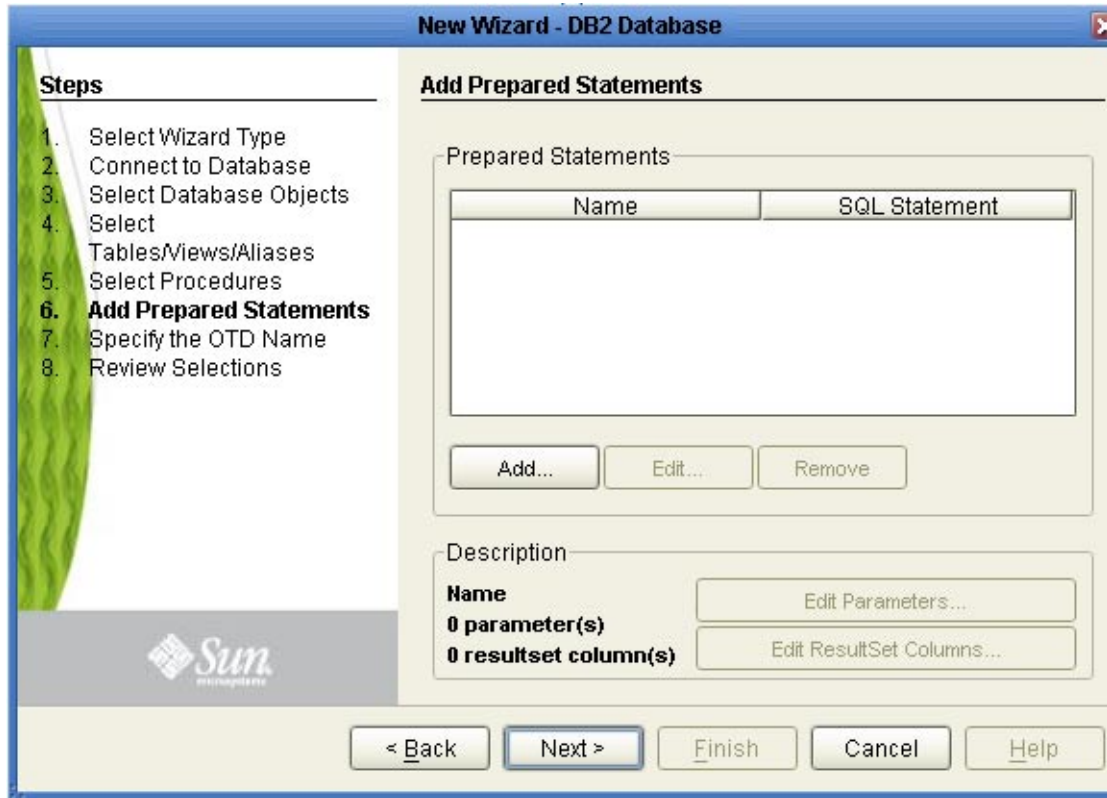 New Wizard - DB2 Database
Steps
1. Select Wizard Type
2. Connect to Database
3. Select Database Objects
4. Select
Tables/Views/Aliases
5. Select Procedures
6. Add Prepared Statements
7. Specify the OTD Name
8. Review Selections
Sun
microsystems
Add Prepared Statements
Prepared Statements
Name SQL Statement
Add... Edit... Remove
Description
Name
0 parameter(s)
0 resultset column(s)
Edit Parameters...
Edit ResultSet Columns...
< Back Next > Finish Cancel Help